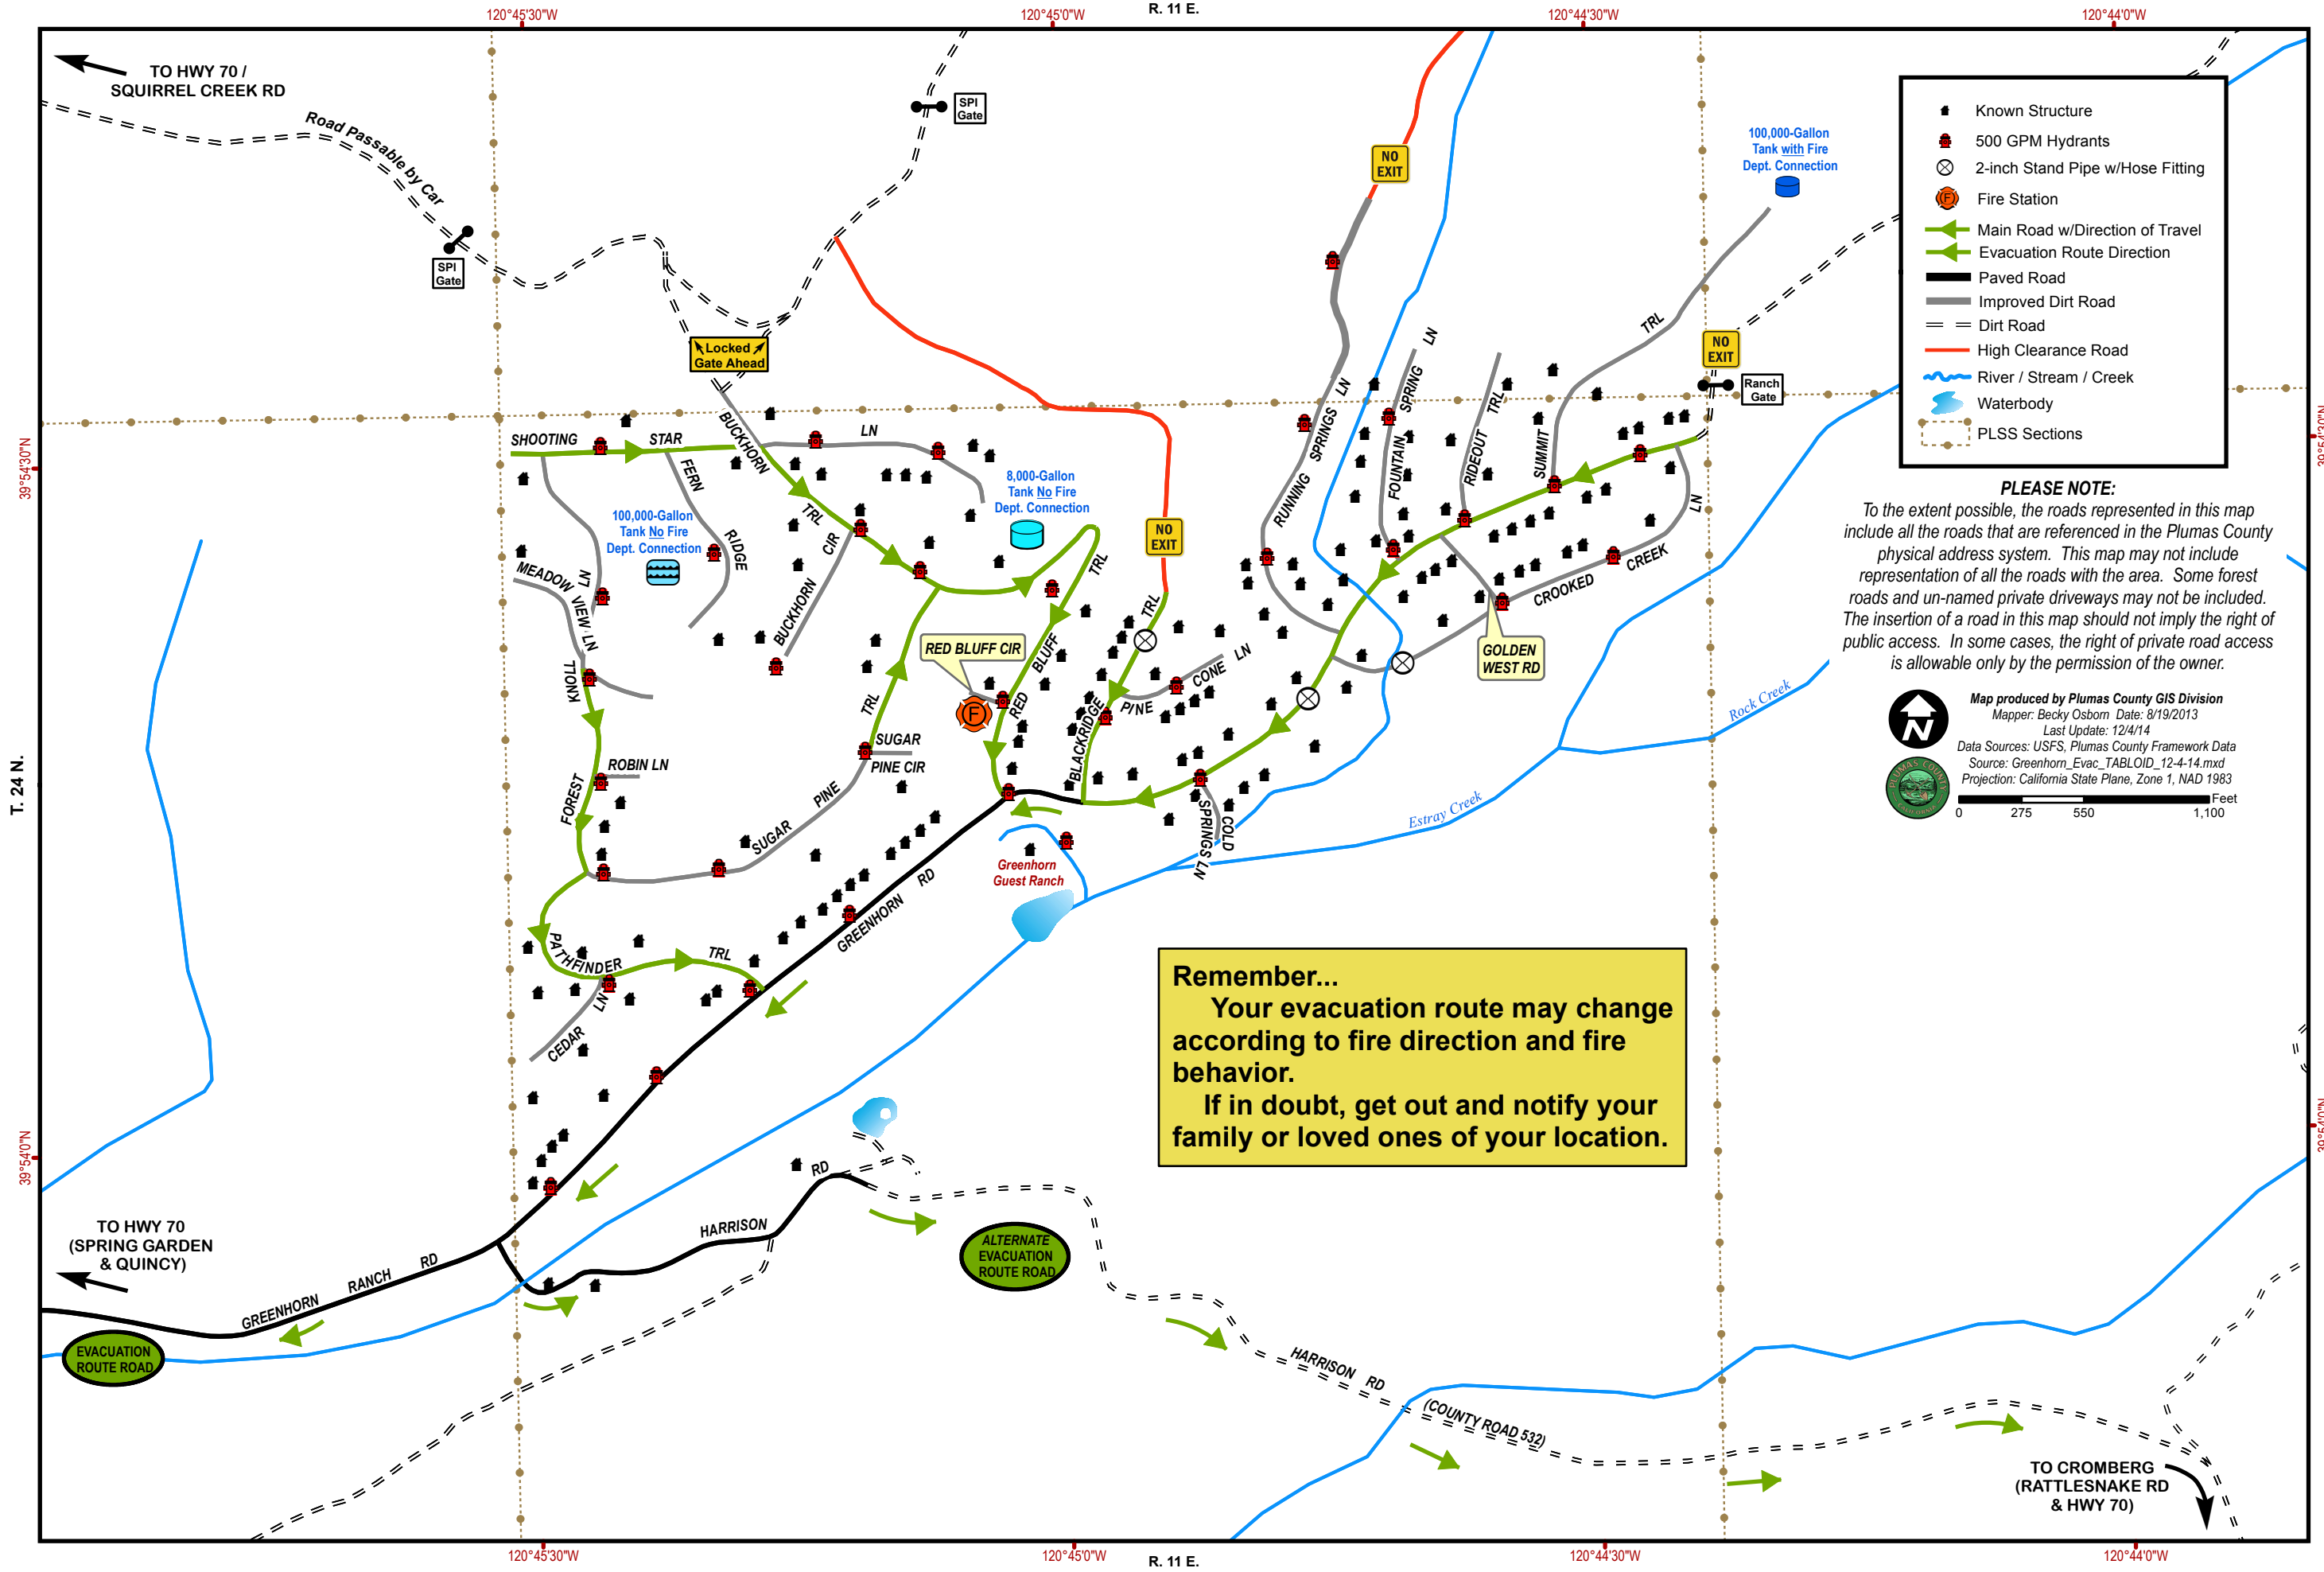 120°45'30"W
120°45'0"W
R. 11 E.
120°44'30"W
120°44'0"W
TO HWY 70 /
SQUIRREL CREEK RD
Road Passable by Car
SPI
Gate
SPI
Gate
NO
EXIT
100,000-Gallon
Tank with Fire
Dept. Connection
Known Structure
500 GPM Hydrants
2-inch Stand Pipe w/Hose Fitting
F
Fire Station
Main Road w/Direction of Travel
Evacuation Route Direction
Paved Road
Improved Dirt Road
Dirt Road
High Clearance Road
River / Stream / Creek
Waterbody
PLSS Sections
Locked
Gate Ahead
NO
EXIT
Ranch
Gate
39°54'30"N
39°54'30"N
SHOOTING STAR
LN
BUCKHORN
TRL
FERN
RIDGE
BUCKHORN
CIR
8,000-Gallon
Tank No Fire
Dept. Connection
100,000-Gallon
Tank No Fire
Dept. Connection
NO
EXIT
RUNNING
SPRINGS
LN
FOUNTAIN
SPRING
LN
RIDEOUT
TRL
SUMMIT
TRL
LN
CREEK
CROOKED
GOLDEN
WEST RD
MEADOW
VIEW LN
LN
KNOLL
FOREST
ROBIN LN
RED BLUFF CIR
F
RED
BLUFF
TRL
BLACKRIDGE
TRL
PINE
CONE
LN
TRL
SUGAR
PINE CIR
PINE
SUGAR
COLD
SPRINGS LN
PATHFINDER
TRL
CEDAR
LN
GREENHORN
RD
Greenhorn
Guest Ranch
Rock Creek
Estray Creek
PLEASE NOTE:
To the extent possible, the roads represented in this map
include all the roads that are referenced in the Plumas County
physical address system. This map may not include
representation of all the roads with the area. Some forest
roads and un-named private driveways may not be included.
The insertion of a road in this map should not imply the right of
public access. In some cases, the right of private road access
is allowable only by the permission of the owner.
N
Map produced by Plumas County GIS Division
Mapper: Becky Osborn Date: 8/19/2013
Last Update: 12/4/14
Data Sources: USFS, Plumas County Framework Data
Source: Greenhorn_Evac_TABLOID_12-4-14.mxd
Projection: California State Plane, Zone 1, NAD 1983
PLUMAS COUNTY
Feet
0 275 550 1,100
T. 24 N.
Remember...
Your evacuation route may change
according to fire direction and fire
behavior.
If in doubt, get out and notify your
family or loved ones of your location.
39°54'0"N
39°54'0"N
TO HWY 70
(SPRING GARDEN
& QUINCY)
GREENHORN
RANCH
RD
EVACUATION
ROUTE ROAD
HARRISON
RD
ALTERNATE
EVACUATION
ROUTE ROAD
HARRISON RD
(COUNTY ROAD 532)
TO CROMBERG
(RATTLESNAKE RD
& HWY 70)
120°45'30"W
120°45'0"W
R. 11 E.
120°44'30"W
120°44'0"W